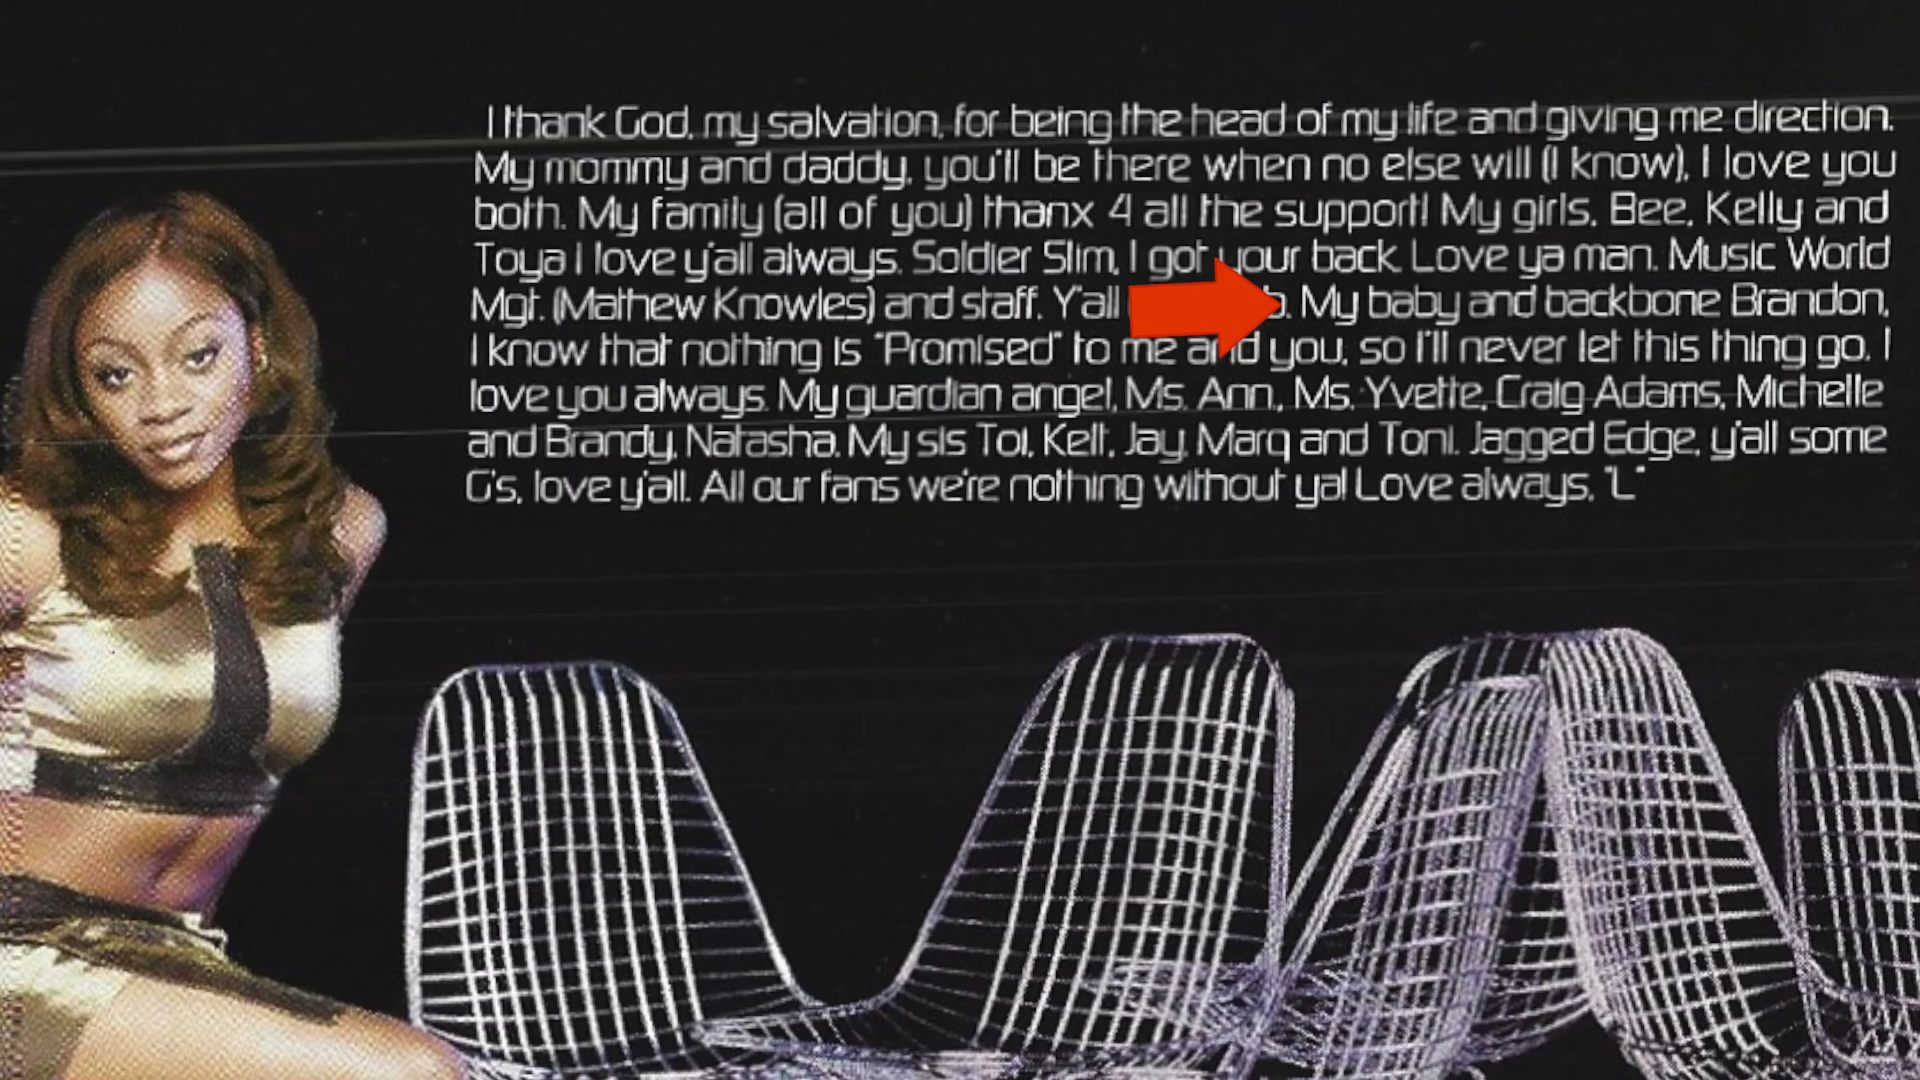 I thank God, my salvation, for being the head of my life and giving me direction.
My mommy and daddy, you'll be there when no else will (I know), I love you
both. My family (all of you) thanx 4 all the support! My girls, Bee, Kelly and
Toya I love y'all always. Soldier Slim, I got your back. Love ya man. Music World
Mgt. (Mathew Knowles) and staff. Y'all My baby and backbone Brandon,
I know that nothing is "Promised" to me and you, so I'll never let this thing go. I
love you always. My guardian angel, Ms. Ann, Ms. Yvette, Craig Adams, Michelle
and Brandy, Natasha. My sis Toi, Kelt, Jay, Marq and Toni. Jagged Edge, y'all some
G's, love y'all. All our fans we're nothing without ya! Love always, "L"